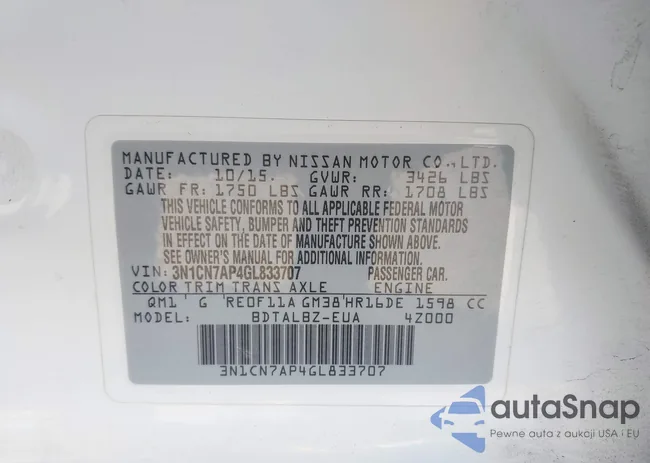 MANUFACTURED BY NISSAN MOTOR CO.,LTD.
DATE: 10/15. GVWR: 3426 LBS
GAWR FR: 1750 LBS GAWR RR: 1708 LBS
THIS VEHICLE CONFORMS TO ALL APPLICABLE FEDERAL MOTOR
VEHICLE SAFETY, BUMPER AND THEFT PREVENTION STANDARDS
IN EFFECT ON THE DATE OF MANUFACTURE SHOWN ABOVE.
SEE OWNER'S MANUAL FOR ADDITIONAL INFORMATION.
VIN: 3N1CN7AP4GL833707 PASSENGER CAR.
COLOR TRIM TRANS AXLE ENGINE
QM1 G RE0F11A GM38 HR16DE 1598 CC
MODEL: BDTALBZ-EUA 4Z000
3N1CN7AP4GL833707
autaSnap
Pewne auta z aukcji USA i EU